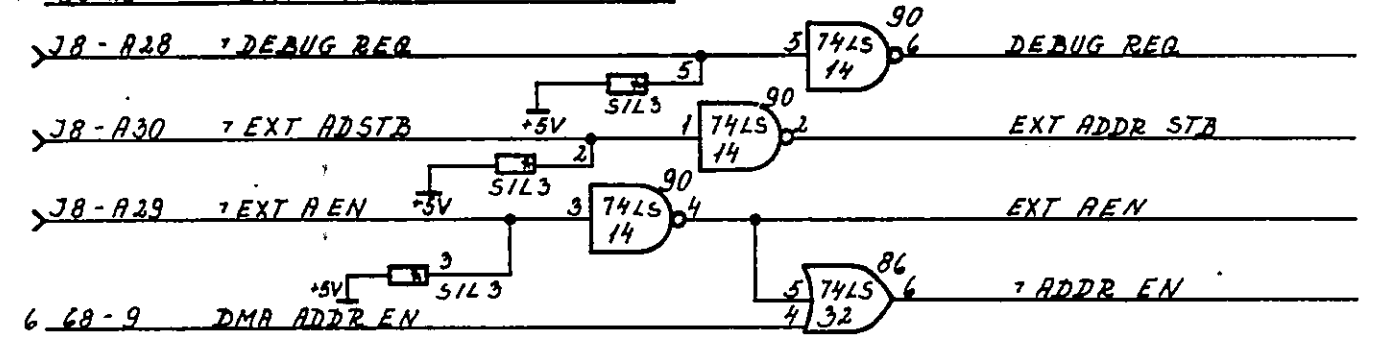 90
J8-A28 ¬DEBUG REQ 5 74LS 14 6 DEBUG REQ
5
SIL3
+5V
90
J8-A30 ¬EXT ADSTB 1 74LS 14 2 EXT ADDR STB
2
SIL3
+5V
90
J8-A29 ¬EXT AEN 3 74LS 14 4 EXT AEN
3
SIL3
+5V
86
5 74LS 32 6 ¬ADDR EN
4
6 68-9 DMA ADDR EN